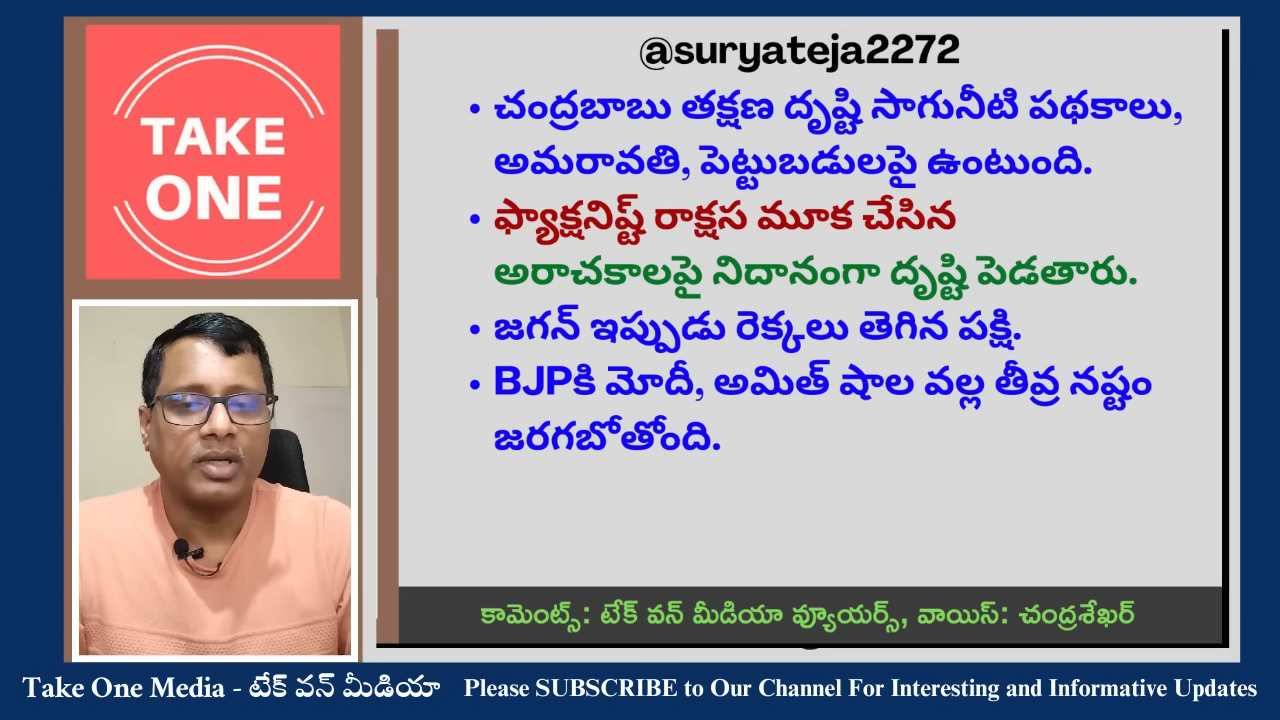 TAKE
ONE
@suryateja2272
• చంద్రబాబు తక్షణ దృష్టి సాగునీటి పథకాలు,
అమరావతి, పెట్టుబడులపై ఉంటుంది.
• ఫ్యాక్షనిష్ట్ రాక్షస మూక చేసిన
అరాచకాలపై నిదానంగా దృష్టి పెడతారు.
• జగన్ ఇప్పుడు రెక్కలు తెగిన పక్షి.
• BJPకి మోదీ, అమిత్ షాల వల్ల తీవ్ర నష్టం
జరగబోతోంది.
కామెంట్స్: టేక్ వన్ మీడియా వ్యూయర్స్, వాయిస్: చంద్రశేఖర్
Take One Media - టేక్ వన్ మీడియా Please SUBSCRIBE to Our Channel For Interesting and Informative Updates